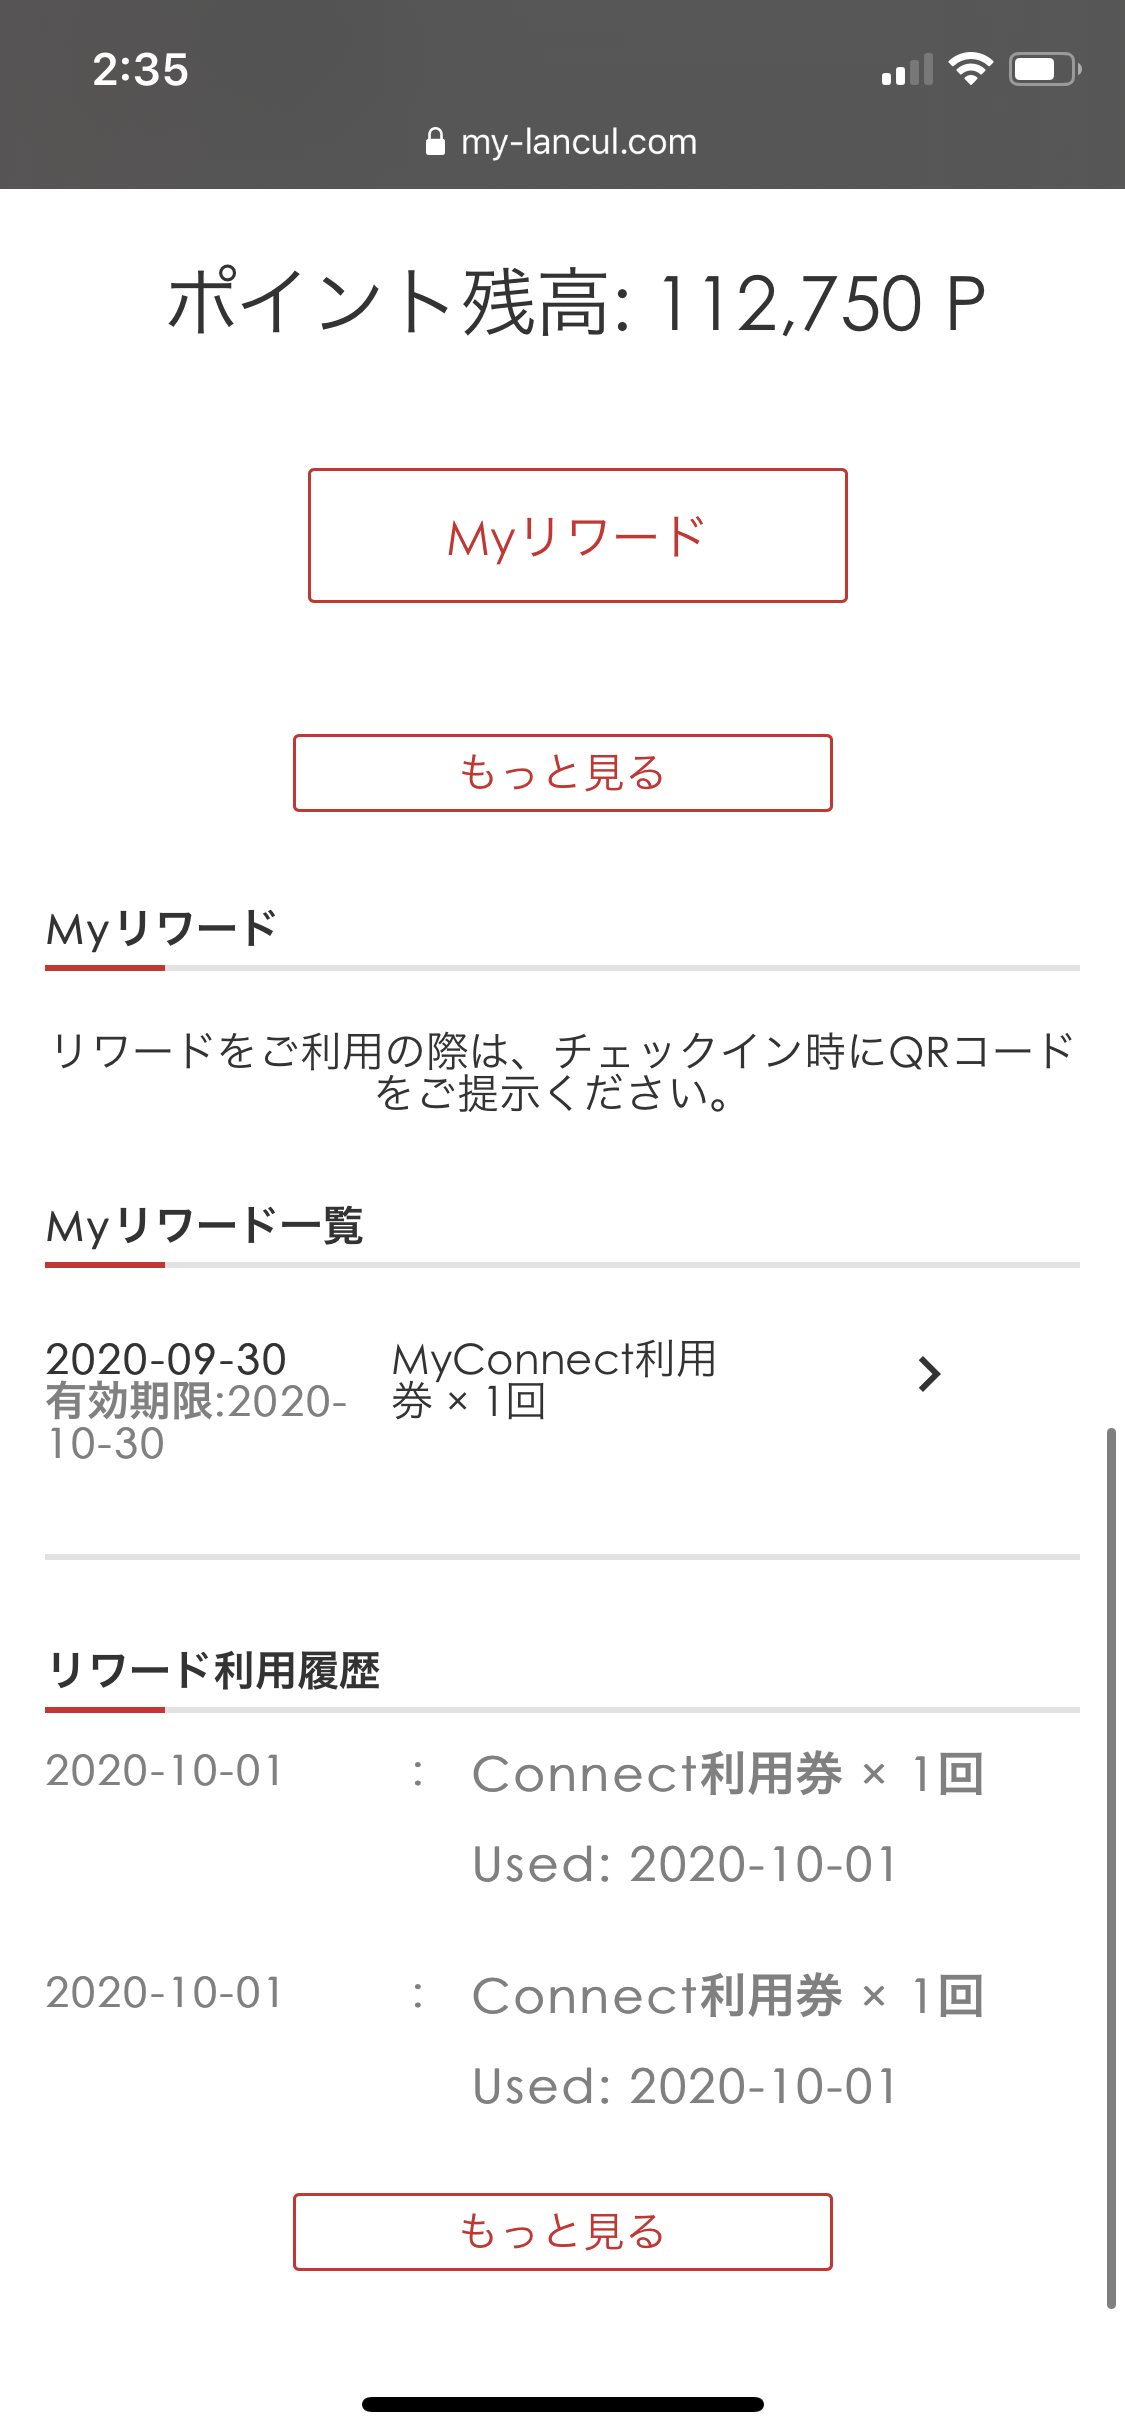 2:35
my-lancul.com
ポイント残高: 112,750 P
Myリワード
もっと見る
Myリワード
リワードをご利用の際は、チェックイン時にQRコード
をご提示ください。
Myリワード一覧
2020-09-30
有効期限:2020-
10-30
MyConnect利用
券 × 1回
リワード利用履歴
2020-10-01 : Connect利用券 × 1回
Used: 2020-10-01
2020-10-01 : Connect利用券 × 1回
Used: 2020-10-01
もっと見る